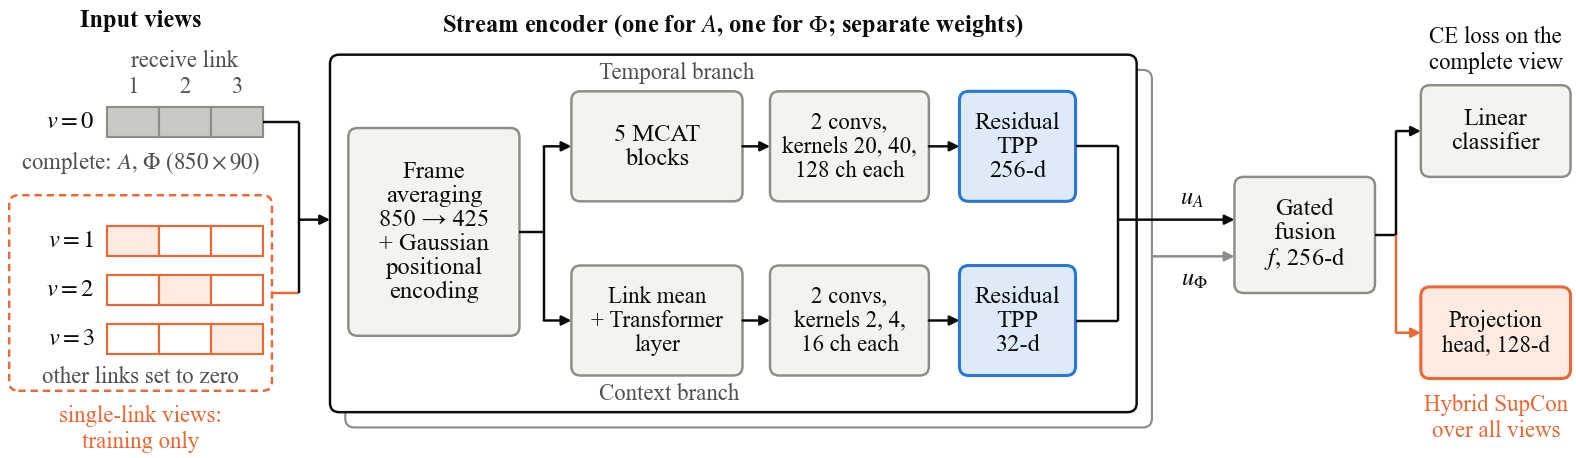 Input views
receive link
1 2 3
v = 0
complete: A, Φ (850 × 90)
v = 1
v = 2
v = 3
other links set to zero
single-link views:
training only
Stream encoder (one for A, one for Φ; separate weights)
Frame
averaging
850 → 425
+ Gaussian
positional
encoding
Temporal branch
5 MCAT
blocks
2 convs,
kernels 20, 40,
128 ch each
Residual
TPP
256-d
Link mean
+ Transformer
layer
2 convs,
kernels 2, 4,
16 ch each
Residual
TPP
32-d
Context branch
u_A
u_Φ
Gated
fusion
f, 256-d
CE loss on the
complete view
Linear
classifier
Projection
head, 128-d
Hybrid SupCon
over all views